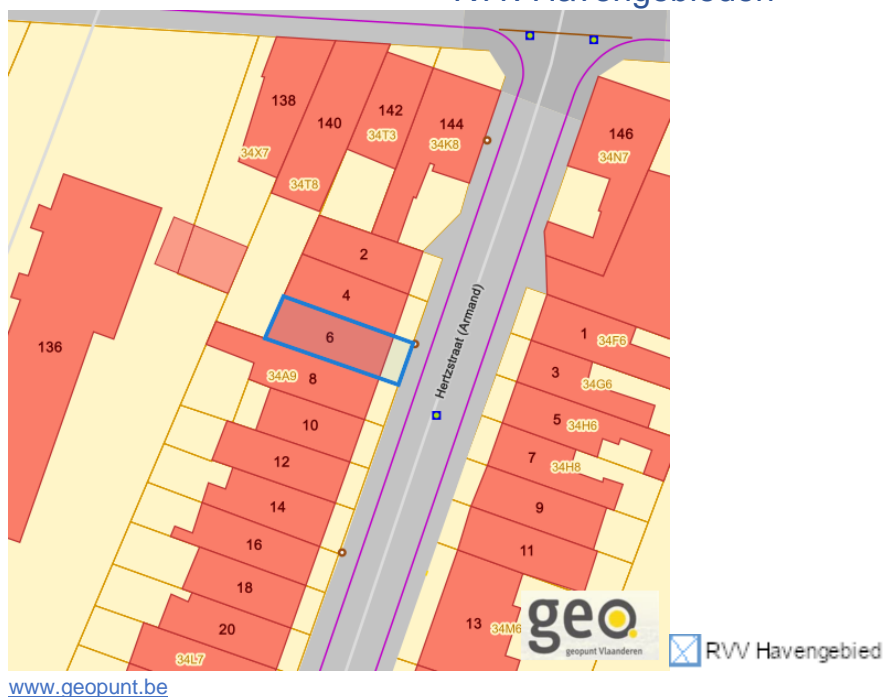 RVV Havengebieden
138
140
142
144
146
34X7
34T8
34T3
34K8
34N7
2
4
6
8
34A9
10
12
14
16
18
20
34L7
136
Hertzstraat (Armand)
1
34F6
3
34G6
5
34H6
7
34H8
9
11
13
34M6
geo.
geopunt Vlaanderen
RVV Havengebied
www.geopunt.be